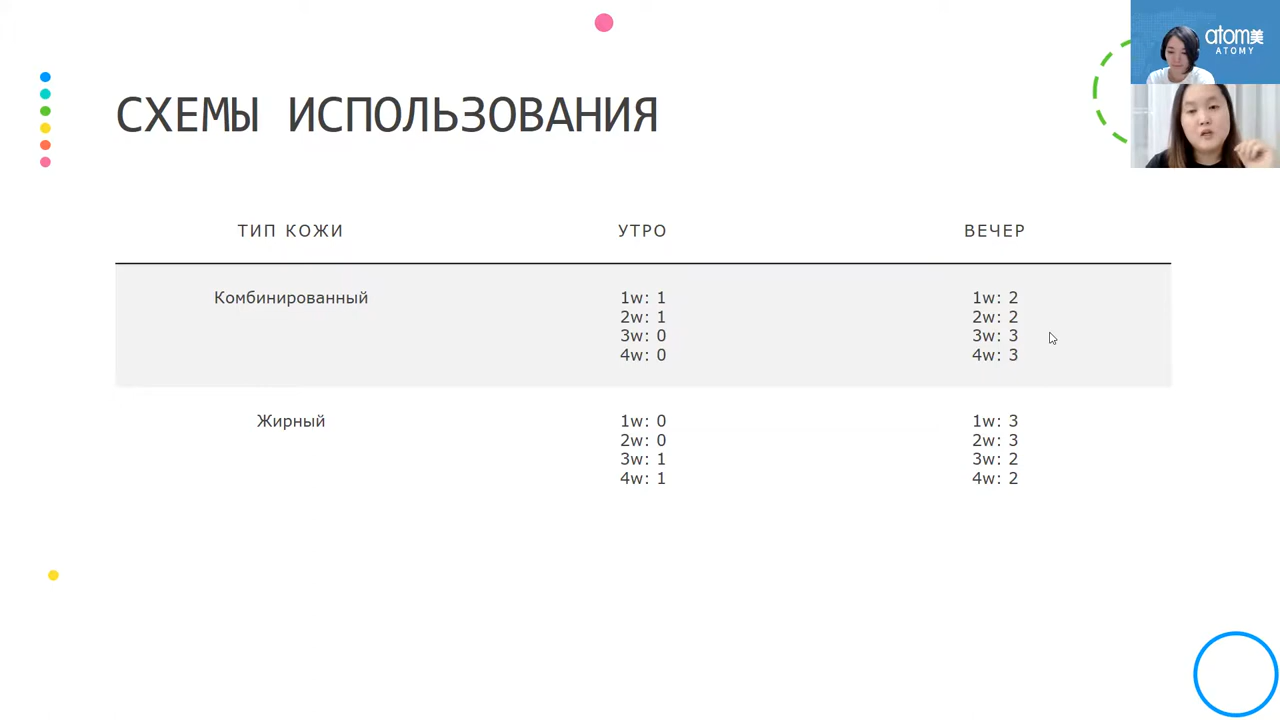 atom美
ATOMY
СХЕМЫ ИСПОЛЬЗОВАНИЯ
ТИП КОЖИ УТРО ВЕЧЕР
Комбинированный 1w: 1 1w: 2
2w: 1 2w: 2
3w: 0 3w: 3
4w: 0 4w: 3
Жирный 1w: 0 1w: 3
2w: 0 2w: 3
3w: 1 3w: 2
4w: 1 4w: 2